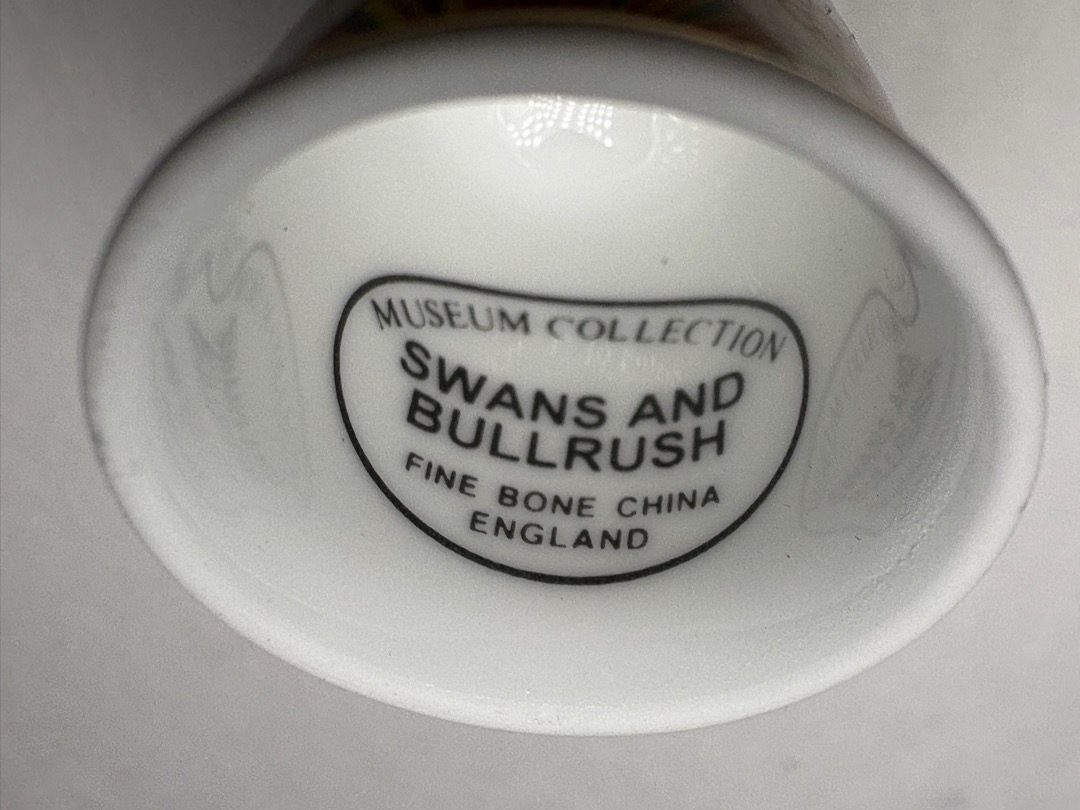 MUSEUM COLLECTION
SWANS AND
BULLRUSH
FINE BONE CHINA
ENGLAND